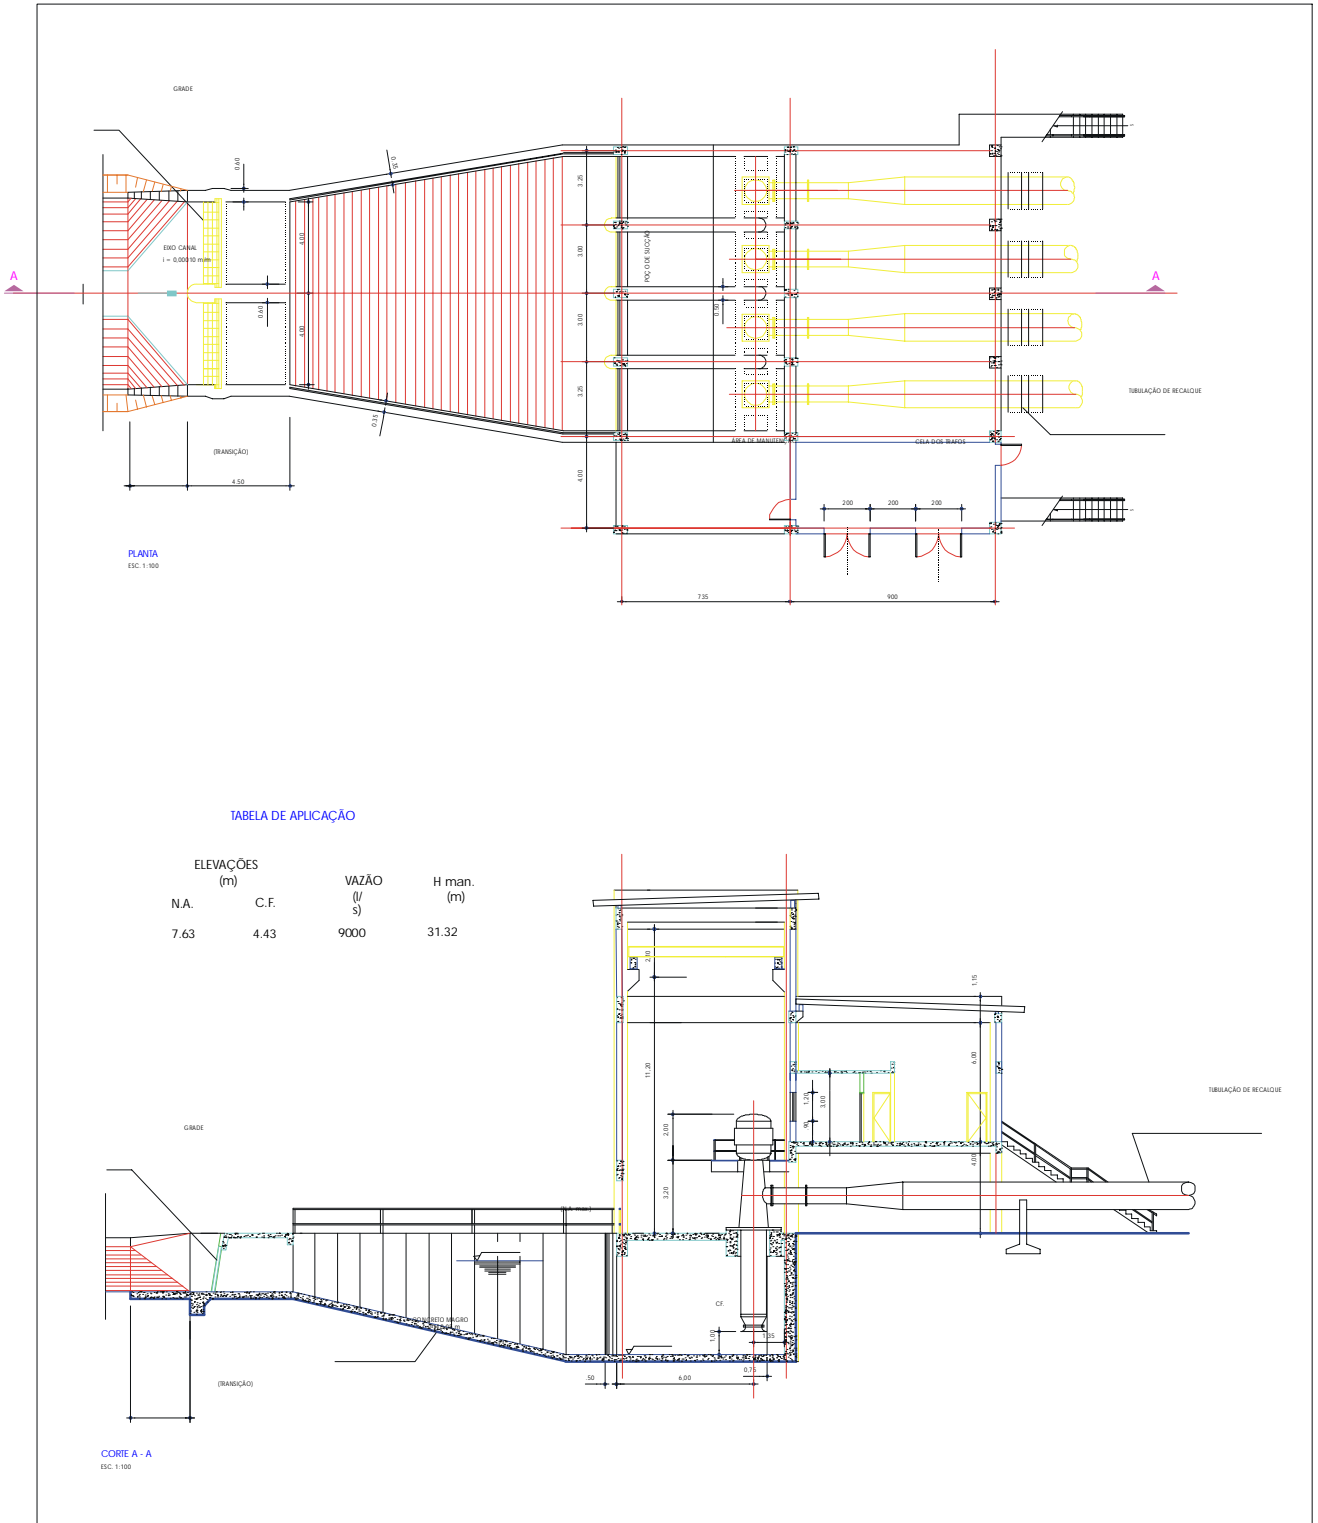 GRADE
0.60
0.35
3.25
EIXO CANAL
i = 0,00010 m/m
4.00
3.00
POÇO DE SUCÇÃO
A
A
0.60
4.00
3.00
0.50
3.25
0.35
TUBULAÇÃO DE RECALQUE
ÁREA DE MANUTENÇ
CELA DOS TRAFOS
(TRANSIÇÃO)
4.50
4.00
200
200
200
PLANTA
ESC. 1:100
735
900
TABELA DE APLICAÇÃO
ELEVAÇÕES
(m)
VAZÃO
(l/
s)
H man.
(m)
N.A.
C.F.
7.63
4.43
9000
31.32
1,15
11,20
6,00
1,20
3,00
90
2,00
4,00
3,20
TUBULAÇÃO DE RECALQUE
GRADE
C.F.
CONCRETO MAGRO
1,00
1,35
0,75
.50
6,00
(TRANSIÇÃO)
CORTE A - A
ESC. 1:100